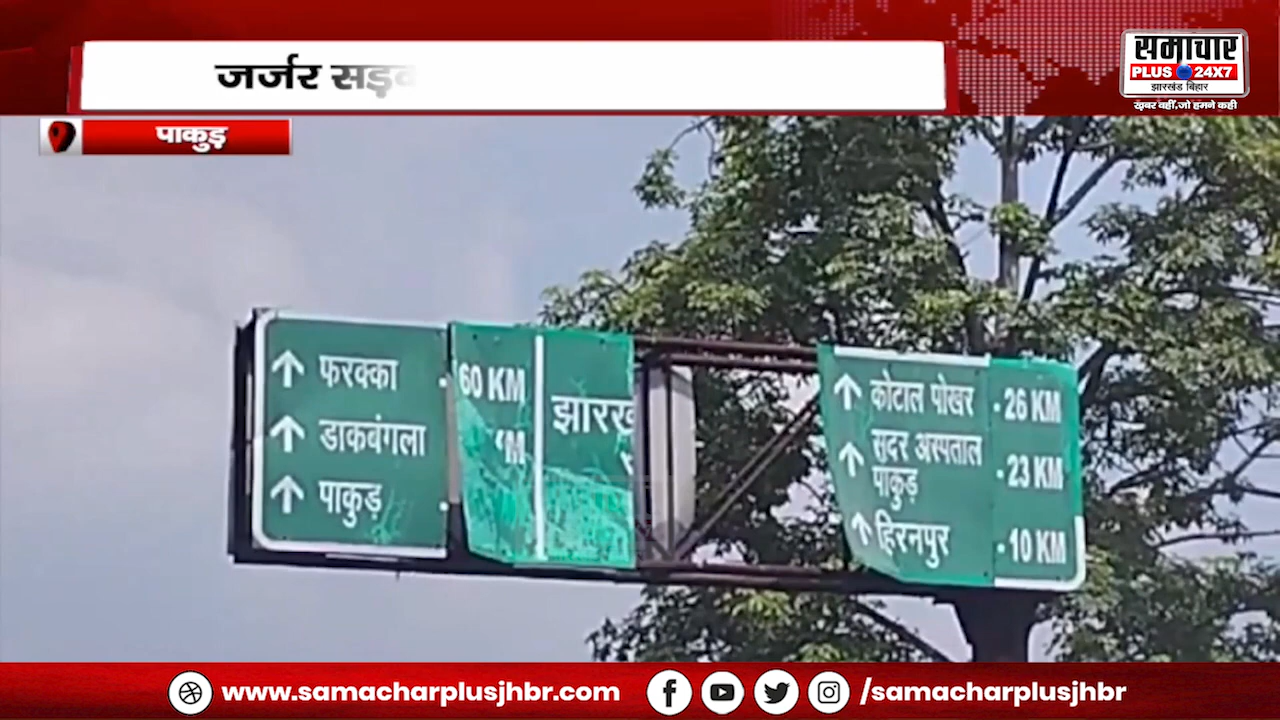 जर्जर सड़क
समाचार
PLUS 24X7
झारखंड बिहार
ख़बर वहीं, जो हमने कही
पाकुड़
फरक्का - 60 KM
डाकबंगला
पाकुड़ -
कोटाल पोखर - 26 KM
सदर अस्पताल
पाकुड़ - 23 KM
हिरनपुर - 10 KM
www.samacharplusjhbr.com
/samacharplusjhbr